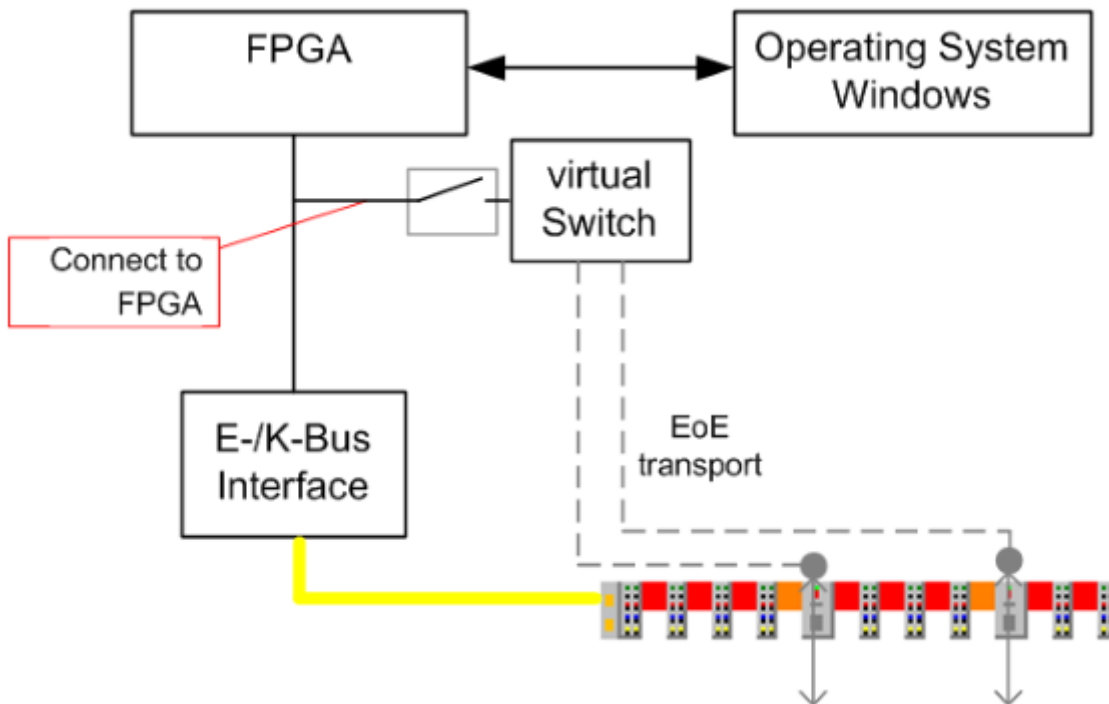 FPGA
Operating System
Windows
virtual
Switch
Connect to
FPGA
E-/K-Bus
Interface
EoE
transport